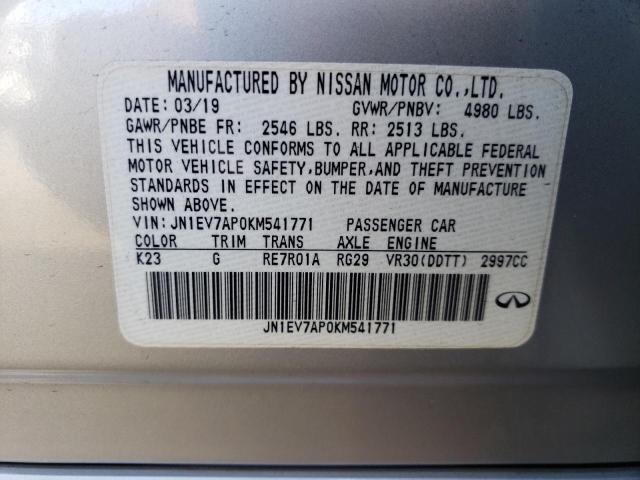 MANUFACTURED BY NISSAN MOTOR CO.,LTD.
DATE: 03/19 GVWR/PNBV: 4980 LBS.
GAWR/PNBE FR: 2546 LBS. RR: 2513 LBS.
THIS VEHICLE CONFORMS TO ALL APPLICABLE FEDERAL
MOTOR VEHICLE SAFETY,BUMPER,AND THEFT PREVENTION
STANDARDS IN EFFECT ON THE DATE OF MANUFACTURE
SHOWN ABOVE.
VIN: JN1EV7AP0KM541771 PASSENGER CAR
COLOR TRIM TRANS AXLE ENGINE
K23 G RE7R01A RG29 VR30(DDTT) 2997CC
JN1EV7AP0KM541771